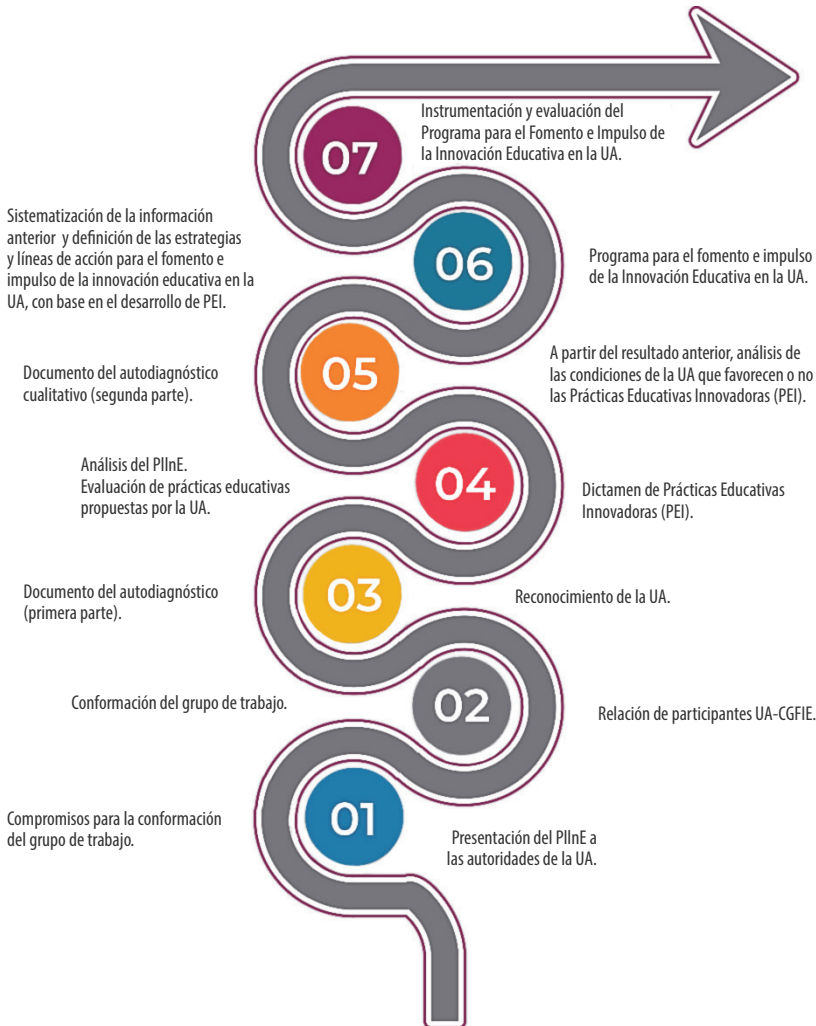 Instrumentación y evaluación del
Programa para el Fomento e Impulso de
la Innovación Educativa en la UA.
07
Sistematización de la información
anterior y definición de las estrategias
y líneas de acción para el fomento e
impulso de la innovación educativa en la
UA, con base en el desarrollo de PEI.
06
Programa para el fomento e impulso
de la Innovación Educativa en la UA.
Documento del autodiagnóstico
cualitativo (segunda parte).
05
A partir del resultado anterior, análisis de
las condiciones de la UA que favorecen o no
las Prácticas Educativas Innovadoras (PEI).
Análisis del PIInE.
Evaluación de prácticas educativas
propuestas por la UA.
04
Dictamen de Prácticas Educativas
Innovadoras (PEI).
Documento del autodiagnóstico
(primera parte).
03
Reconocimiento de la UA.
Conformación del grupo de trabajo.
02
Relación de participantes UA-CGFIE.
Compromisos para la conformación
del grupo de trabajo.
01
Presentación del PIInE a
las autoridades de la UA.